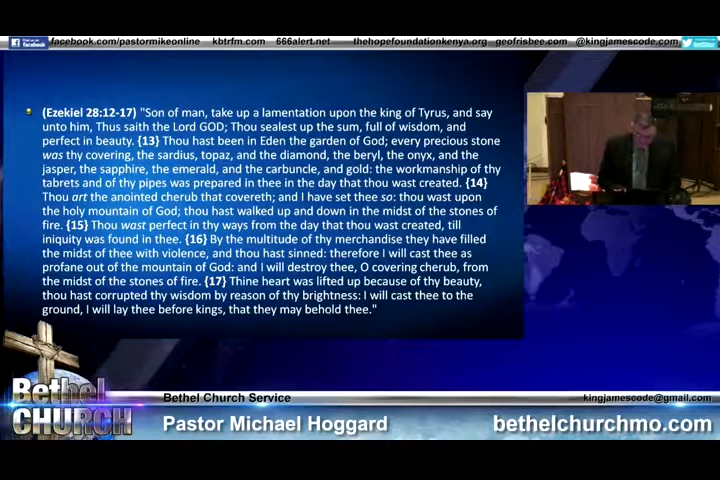 Find us on facebook facebook.com/pastormikeonline kbtrfm.com 666alert.net thehopefoundationkenya.org geofrisbee.com @kingjamescode.com twitter
(Ezekiel 28:12-17) "Son of man, take up a lamentation upon the king of Tyrus, and say
unto him, Thus saith the Lord GOD; Thou sealest up the sum, full of wisdom, and
perfect in beauty. {13} Thou hast been in Eden the garden of God; every precious stone
was thy covering, the sardius, topaz, and the diamond, the beryl, the onyx, and the
jasper, the sapphire, the emerald, and the carbuncle, and gold: the workmanship of thy
tabrets and of thy pipes was prepared in thee in the day that thou wast created. {14}
Thou art the anointed cherub that covereth; and I have set thee so: thou wast upon
the holy mountain of God; thou hast walked up and down in the midst of the stones of
fire. {15} Thou wast perfect in thy ways from the day that thou wast created, till
iniquity was found in thee. {16} By the multitude of thy merchandise they have filled
the midst of thee with violence, and thou hast sinned: therefore I will cast thee as
profane out of the mountain of God: and I will destroy thee, O covering cherub, from
the midst of the stones of fire. {17} Thine heart was lifted up because of thy beauty,
thou hast corrupted thy wisdom by reason of thy brightness: I will cast thee to the
ground, I will lay thee before kings, that they may behold thee."
Bethel
CHURCH
Bethel Church Service kingjamescode@gmail.com
Pastor Michael Hoggard bethelchurchmo.com